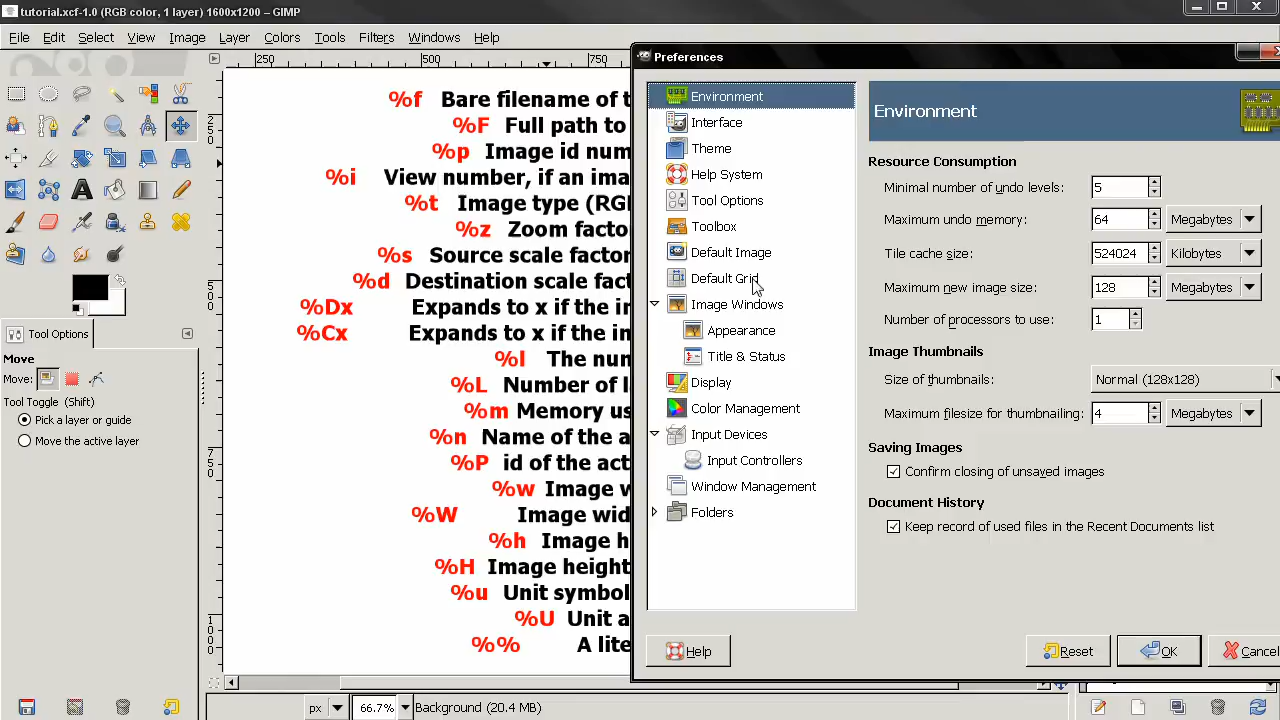 tutorial.xcf-1.0 (RGB color, 1 layer) 1600x1200 – GIMP
File Edit Select View Image Layer Colors Tools Filters Windows Help
250 500 750
%f Bare filename of t
%F Full path to
%p Image id num
%i View number, if an ima
%t Image type (RG
%z Zoom facto
%s Source scale factor
%d Destination scale fact
%Dx Expands to x if the in
%Cx Expands to x if the in
%l The num
%L Number of l
%m Memory us
%n Name of the a
%P id of the act
%w Image w
%W Image wid
%h Image h
%H Image height
%u Unit symbol
%U Unit a
%% A lite
Tool Options
Move
Move:
Tool Toggle (Shift)
Pick a layer or guide
Move the active layer
px 66.7% Background (20.4 MB)
Preferences
Environment
Interface
Theme
Help System
Tool Options
Toolbox
Default Image
Default Grid
Image Windows
Appearance
Title & Status
Display
Color Management
Input Devices
Input Controllers
Window Management
Folders
Environment
Resource Consumption
Minimal number of undo levels: 5
Maximum undo memory: 64 Megabytes
Tile cache size: 524024 Kilobytes
Maximum new image size: 128 Megabytes
Number of processors to use: 1
Image Thumbnails
Size of thumbnails: Normal (128x128)
Maximum filesize for thumbnailing: 4 Megabytes
Saving Images
Confirm closing of unsaved images
Document History
Keep record of used files in the Recent Documents list
Help Reset OK Cancel